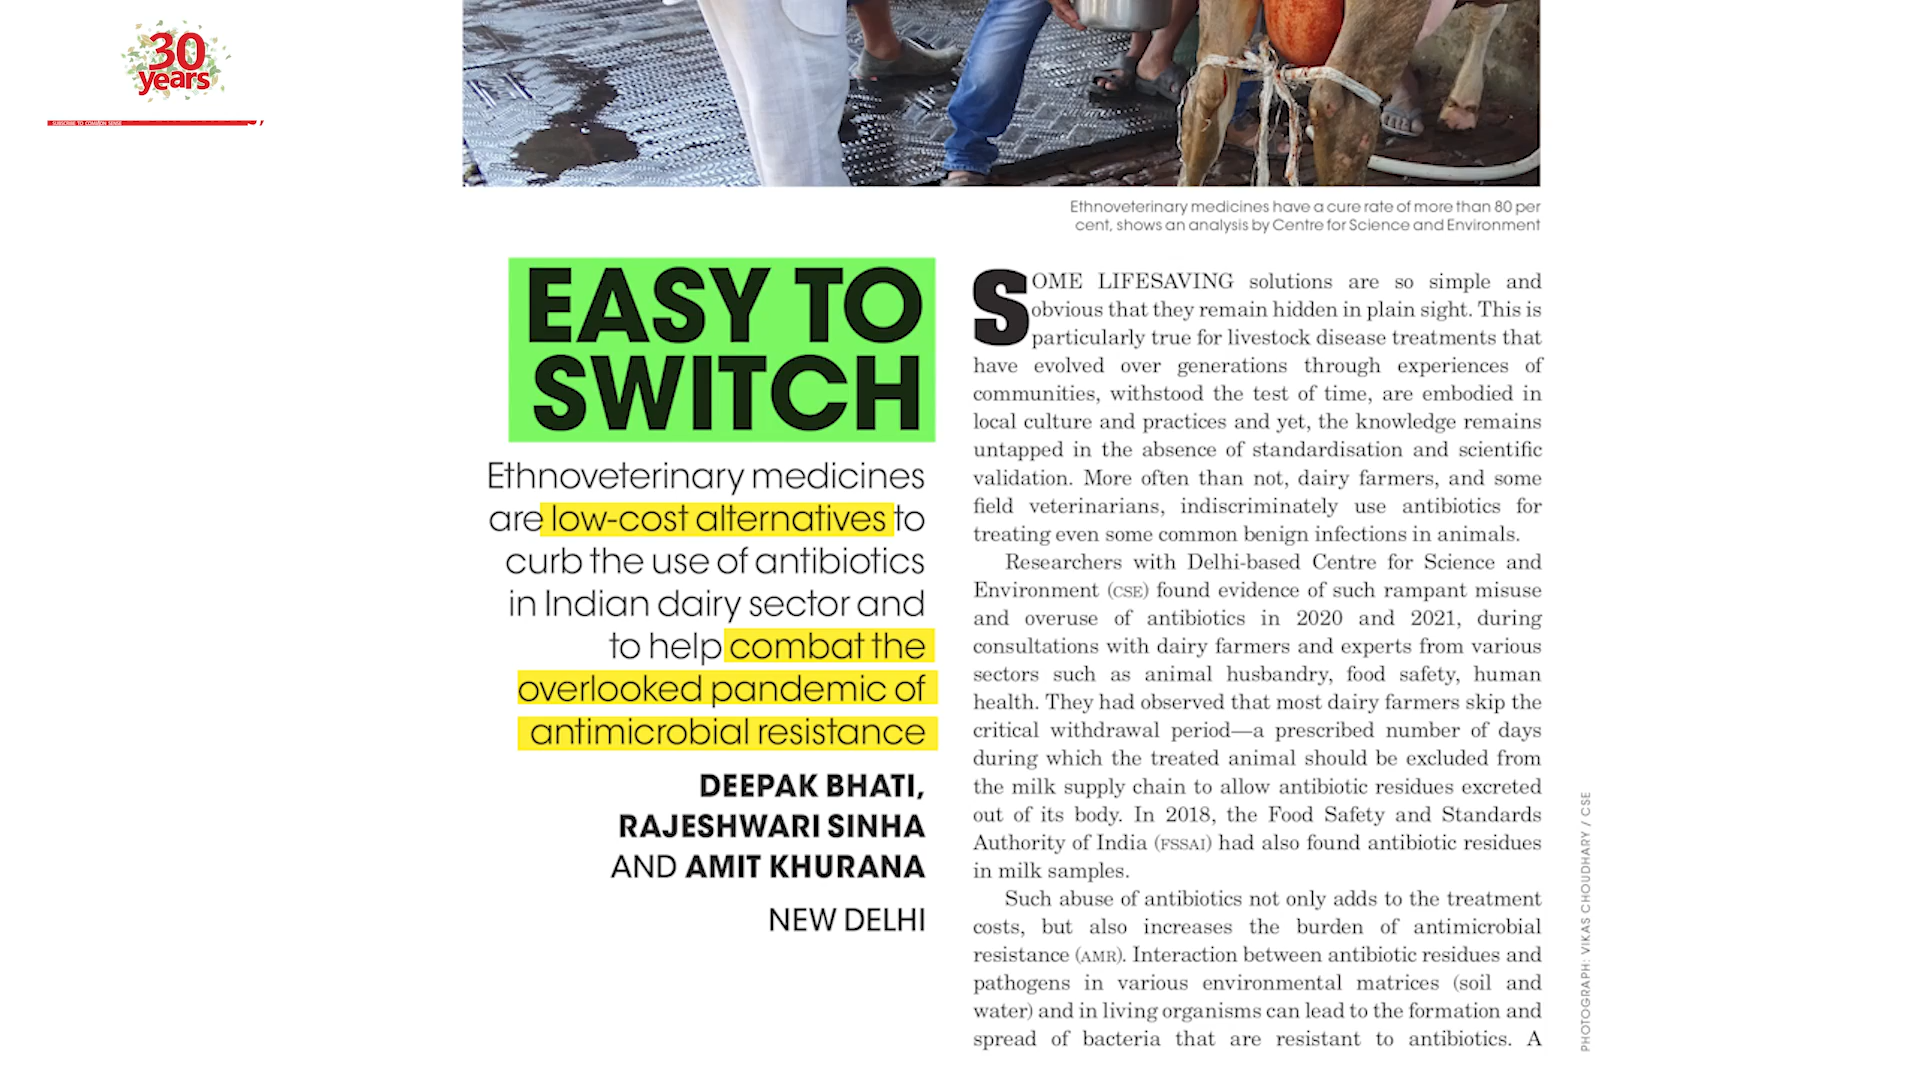 30
years
SUBSCRIBE TO COMMON SENSE
Ethnoveterinary medicines have a cure rate of more than 80 per
cent, shows an analysis by Centre for Science and Environment
EASY TO
SWITCH
Ethnoveterinary medicines
are low-cost alternatives to
curb the use of antibiotics
in Indian dairy sector and
to help combat the
overlooked pandemic of
antimicrobial resistance
DEEPAK BHATI,
RAJESHWARI SINHA
AND AMIT KHURANA
NEW DELHI
SOME LIFESAVING solutions are so simple and
obvious that they remain hidden in plain sight. This is
particularly true for livestock disease treatments that
have evolved over generations through experiences of
communities, withstood the test of time, are embodied in
local culture and practices and yet, the knowledge remains
untapped in the absence of standardisation and scientific
validation. More often than not, dairy farmers, and some
field veterinarians, indiscriminately use antibiotics for
treating even some common benign infections in animals.
Researchers with Delhi-based Centre for Science and
Environment (CSE) found evidence of such rampant misuse
and overuse of antibiotics in 2020 and 2021, during
consultations with dairy farmers and experts from various
sectors such as animal husbandry, food safety, human
health. They had observed that most dairy farmers skip the
critical withdrawal period—a prescribed number of days
during which the treated animal should be excluded from
the milk supply chain to allow antibiotic residues excreted
out of its body. In 2018, the Food Safety and Standards
Authority of India (FSSAI) had also found antibiotic residues
in milk samples.
Such abuse of antibiotics not only adds to the treatment
costs, but also increases the burden of antimicrobial
resistance (AMR). Interaction between antibiotic residues and
pathogens in various environmental matrices (soil and
water) and in living organisms can lead to the formation and
spread of bacteria that are resistant to antibiotics. A
PHOTOGRAPH: VIKAS CHOUDHARY / CSE